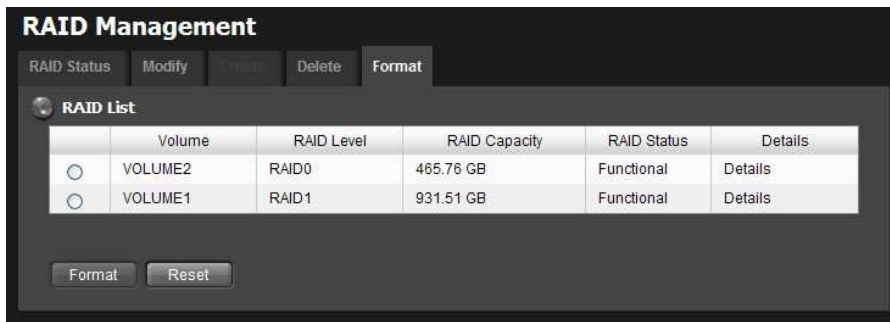 RAID Management
RAID Status Modify Create Delete Format
RAID List
Volume RAID Level RAID Capacity RAID Status Details
VOLUME2 RAID0 465.76 GB Functional Details
VOLUME1 RAID1 931.51 GB Functional Details
Format Reset